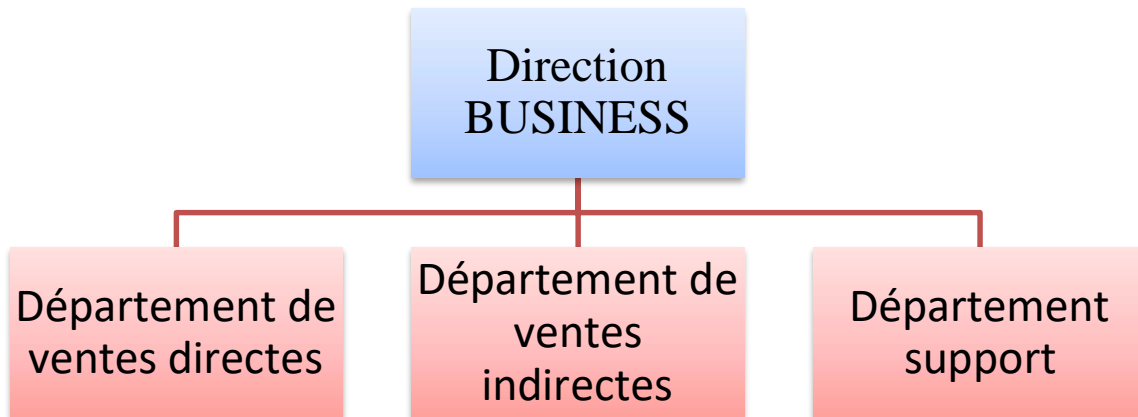 Direction
BUSINESS
Département de
ventes directes
Département de
ventes
indirectes
Département
support